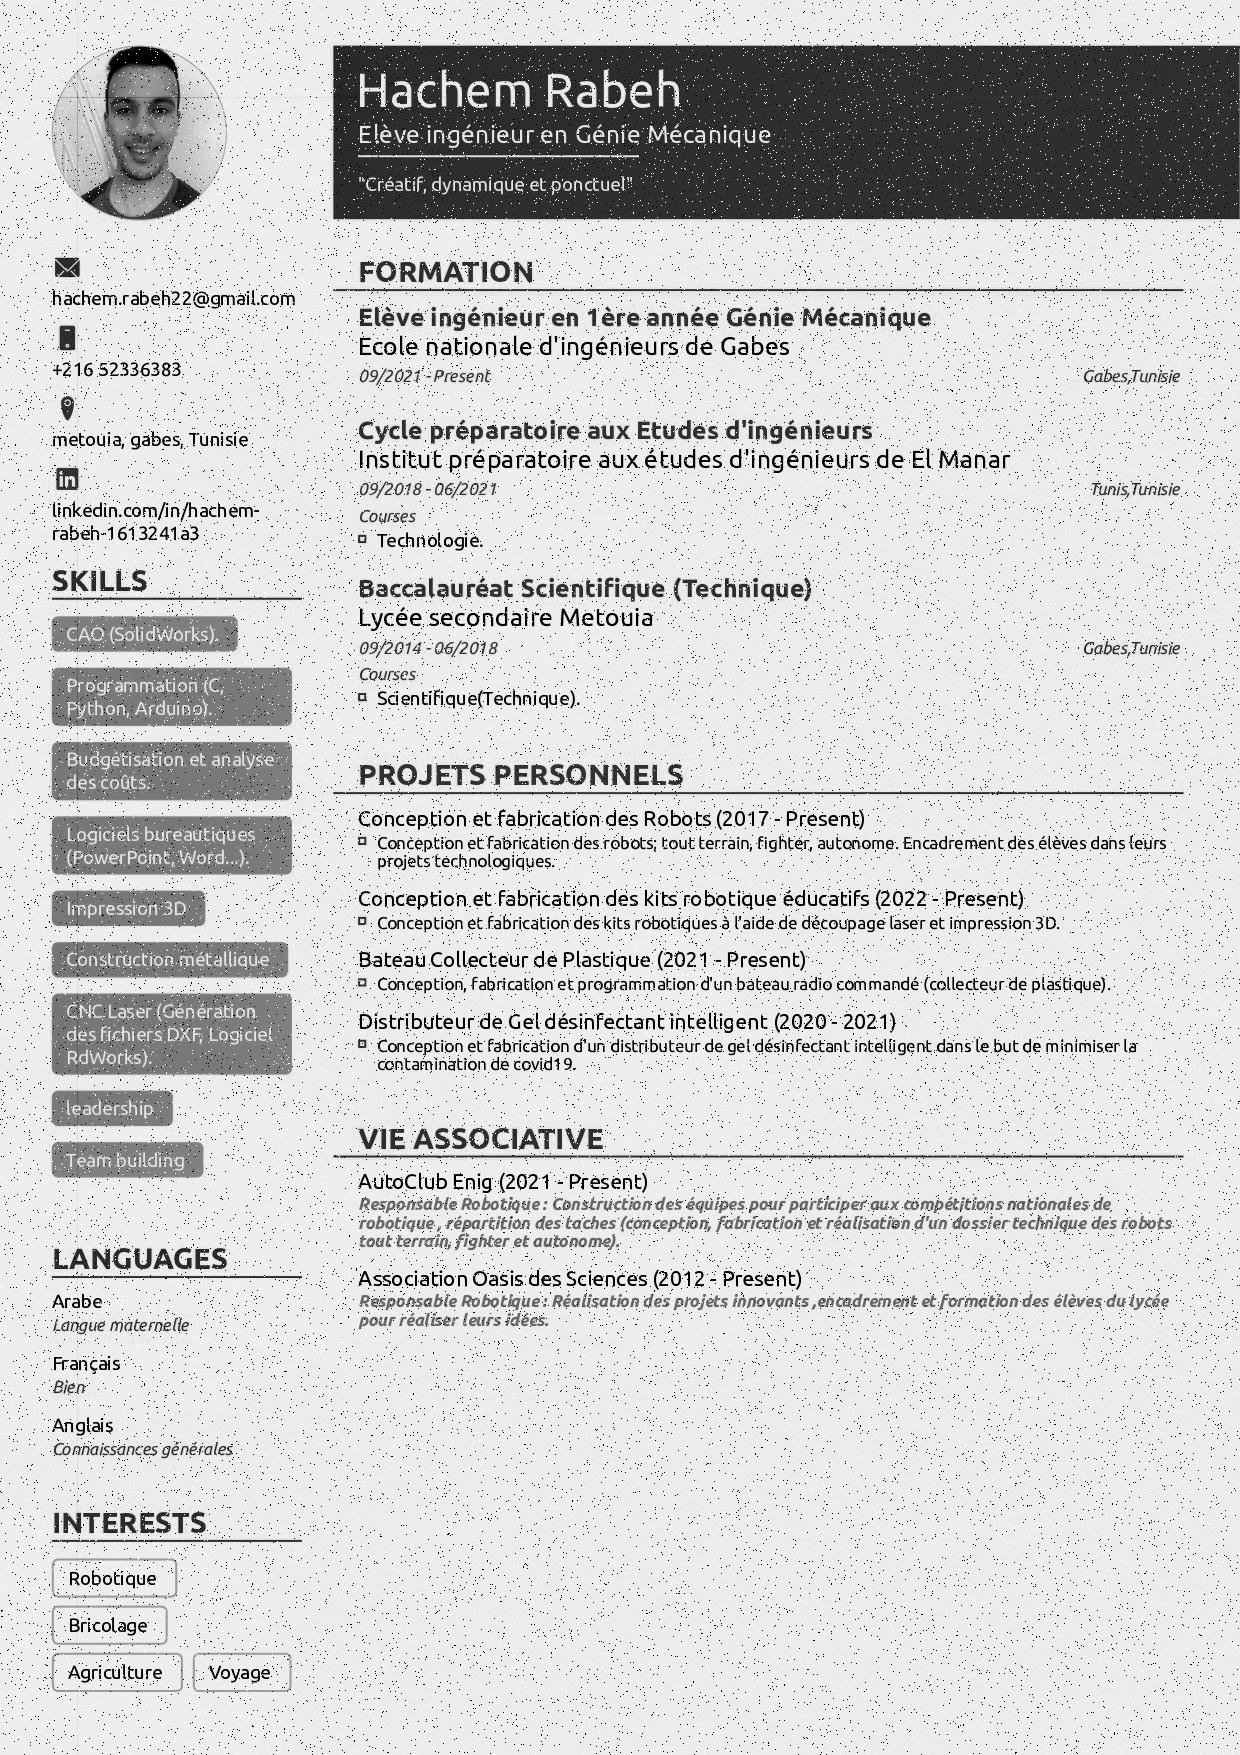 Hachem Rabeh
Elève ingénieur en Génie Mécanique
"Créatif, dynamique et ponctuel"
hachem.rabeh22@gmail.com
+216 52336383
metouia, gabes, Tunisie
linkedin.com/in/hachem-
rabeh-1613241a3
SKILLS
CAO (SolidWorks).
Programmation (C,
Python, Arduino).
Budgétisation et analyse
des coûts.
Logiciels bureautiques
(PowerPoint, Word...).
Impression 3D
Construction métallique
CNC Laser (Génération
des fichiers DXF, Logiciel
RdWorks).
leadership
Team building
LANGUAGES
Arabe
Langue maternelle
Français
Bien
Anglais
Connaissances générales
INTERESTS
Robotique
Bricolage
Agriculture Voyage
FORMATION
Elève ingénieur en 1ère année Génie Mécanique
Ecole nationale d'ingénieurs de Gabes
09/2021 - Present Gabes,Tunisie
Cycle préparatoire aux Etudes d'ingénieurs
Institut préparatoire aux études d'ingénieurs de El Manar
09/2018 - 06/2021 Tunis,Tunisie
Courses
Technologie.
Baccalauréat Scientifique (Technique)
Lycée secondaire Metouia
09/2014 - 06/2018 Gabes,Tunisie
Courses
Scientifique(Technique).
PROJETS PERSONNELS
Conception et fabrication des Robots (2017 - Present)
Conception et fabrication des robots; tout terrain, fighter, autonome. Encadrement des élèves dans leurs
projets technologiques.
Conception et fabrication des kits robotique éducatifs (2022 - Present)
Conception et fabrication des kits robotiques à l'aide de découpage laser et impression 3D.
Bateau Collecteur de Plastique (2021 - Present)
Conception, fabrication et programmation d'un bateau radio commandé (collecteur de plastique).
Distributeur de Gel désinfectant intelligent (2020 - 2021)
Conception et fabrication d'un distributeur de gel désinfectant intelligent dans le but de minimiser la
contamination de covid19.
VIE ASSOCIATIVE
AutoClub Enig (2021 - Present)
Responsable Robotique : Construction des équipes pour participer aux compétitions nationales de
robotique , répartition des taches (conception, fabrication et réalisation d'un dossier technique des robots
tout terrain, fighter et autonome).
Association Oasis des Sciences (2012 - Present)
Responsable Robotique : Réalisation des projets innovants ,encadrement et formation des élèves du lycée
pour réaliser leurs idées.